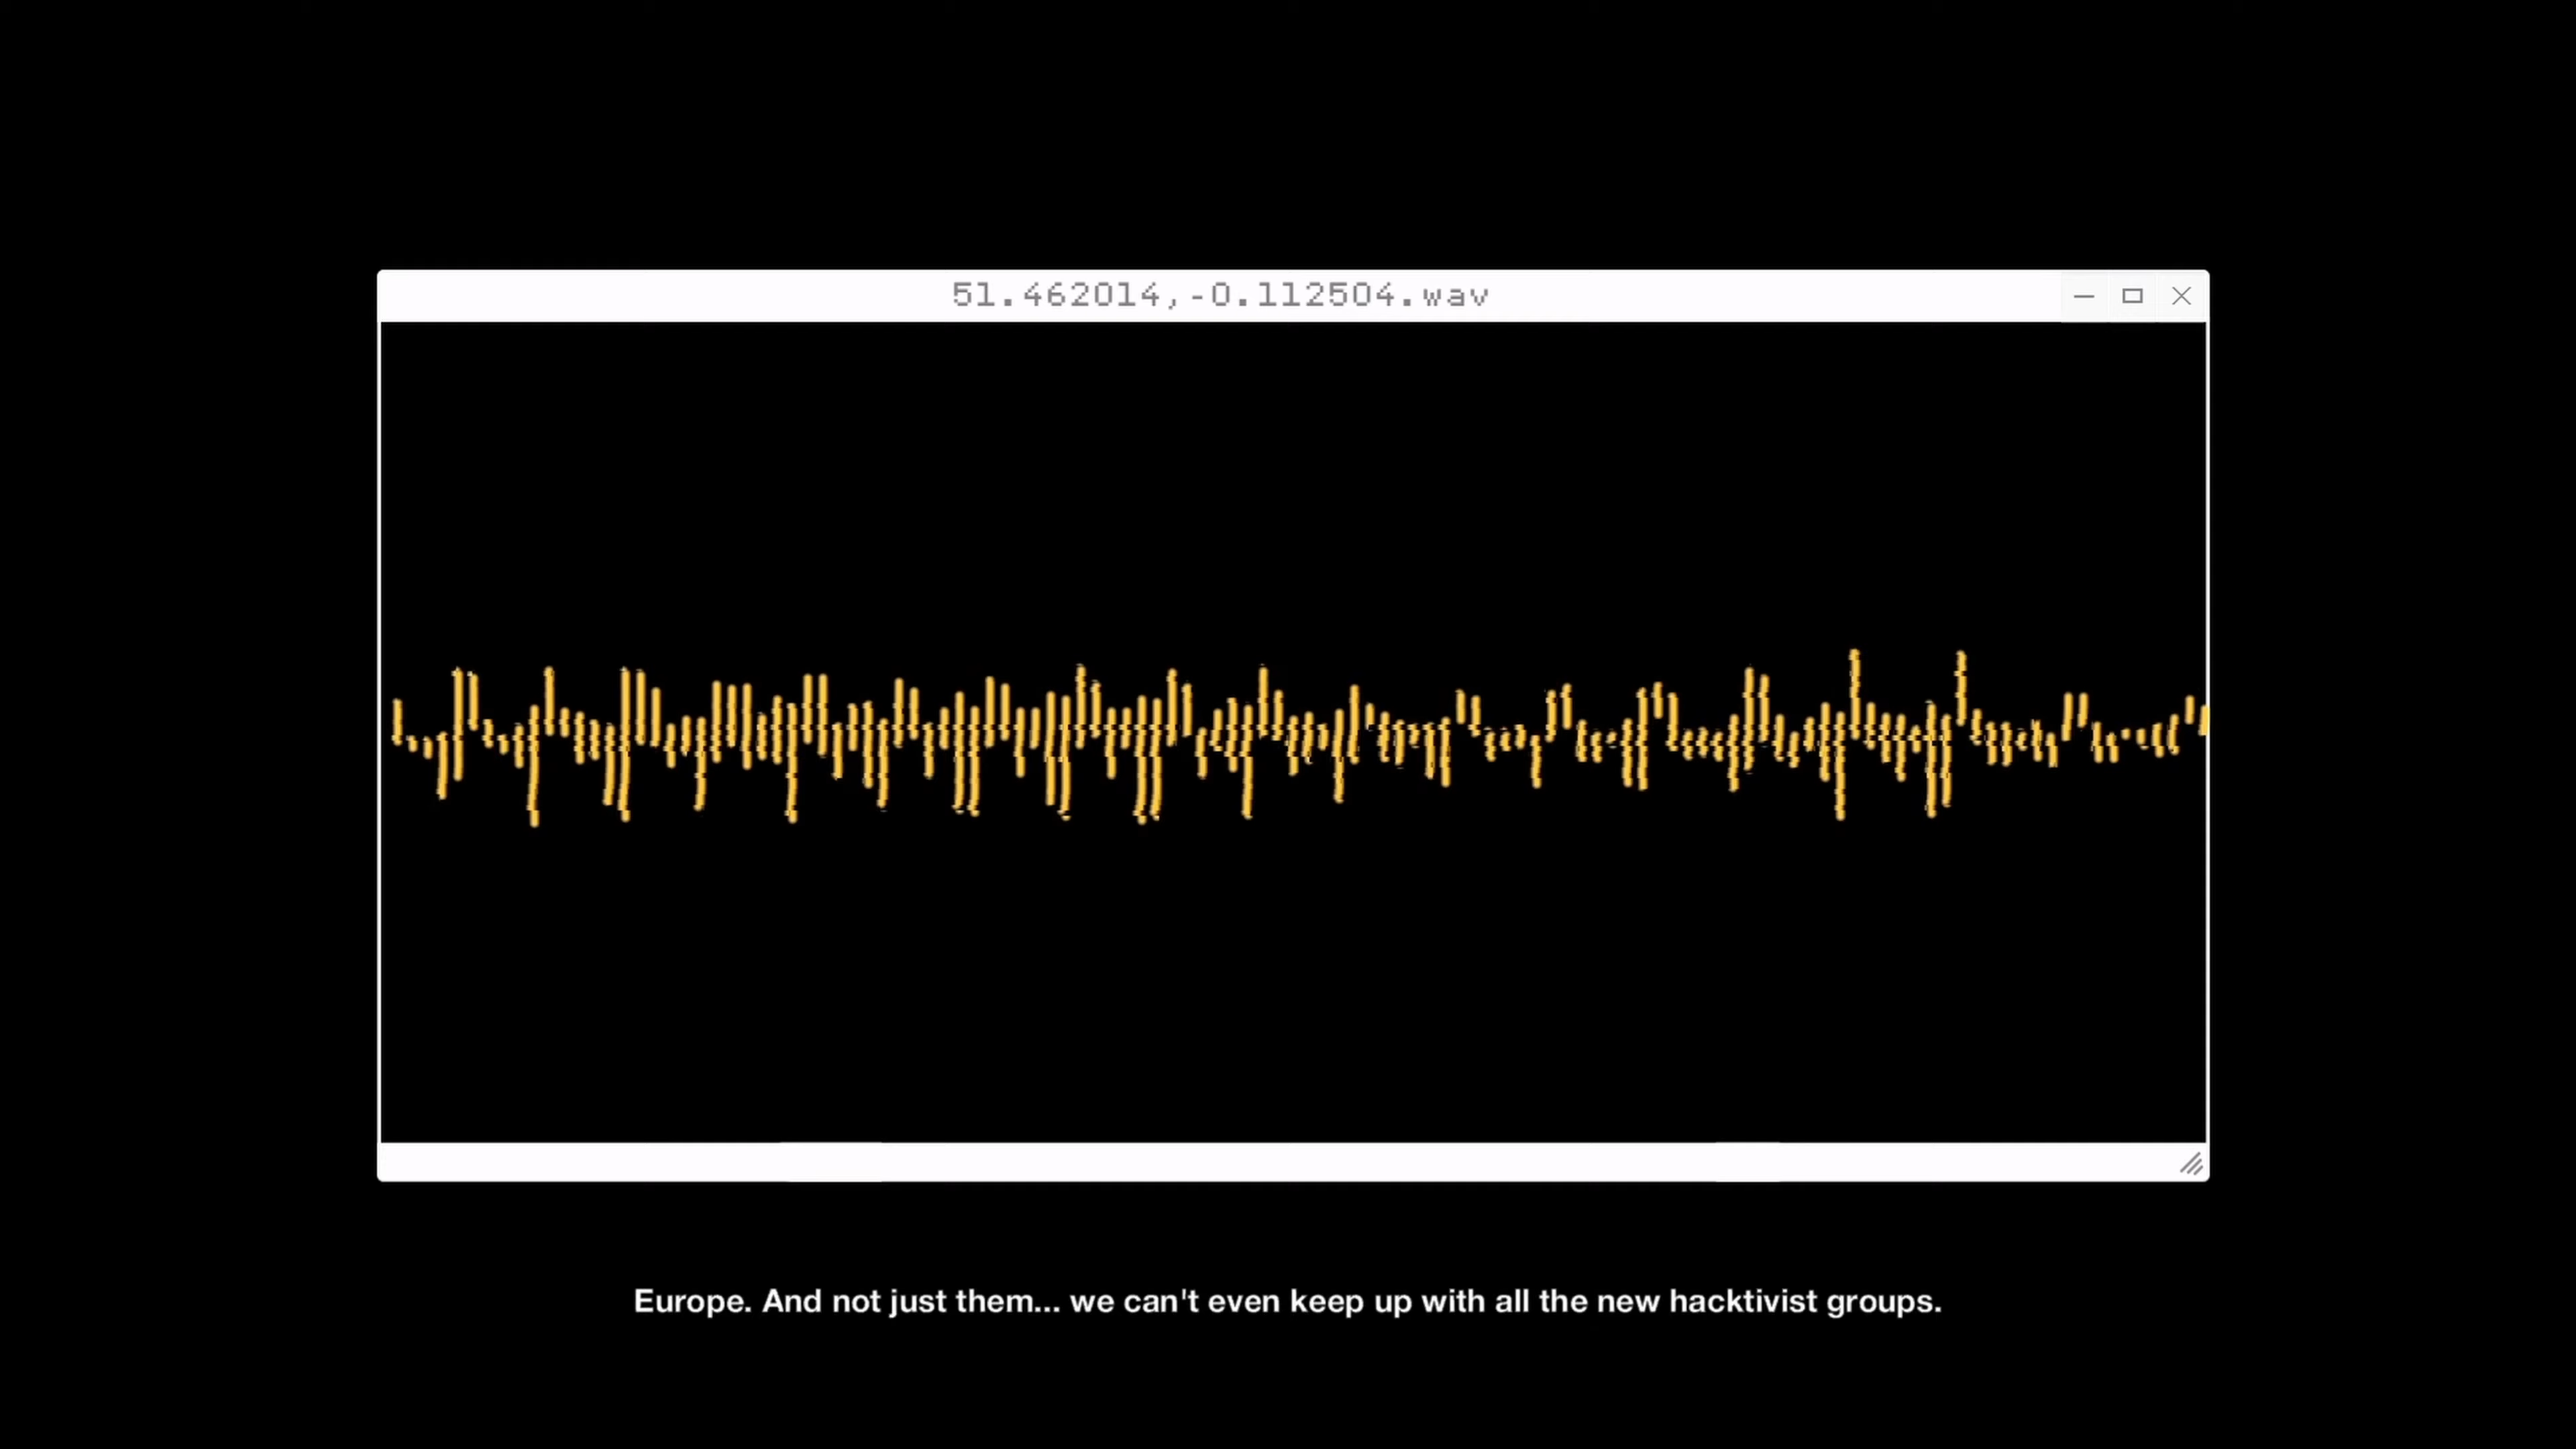 51.462014,-0.112504.wav
Europe. And not just them... we can't even keep up with all the new hacktivist groups.